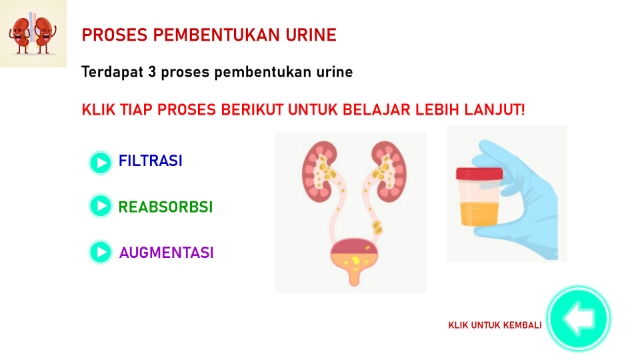 PROSES PEMBENTUKAN URINE
Terdapat 3 proses pembentukan urine
KLIK TIAP PROSES BERIKUT UNTUK BELAJAR LEBIH LANJUT!
FILTRASI
REABSORBSI
AUGMENTASI
KLIK UNTUK KEMBALI